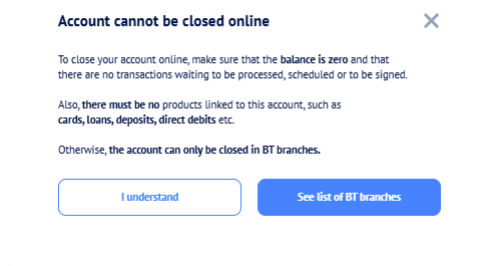 Account cannot be closed online
To close your account online, make sure that the balance is zero and that
there are no transactions waiting to be processed, scheduled or to be signed.
Also, there must be no products linked to this account, such as
cards, loans, deposits, direct debits etc.
Otherwise, the account can only be closed in BT branches.
I understand
See list of BT branches